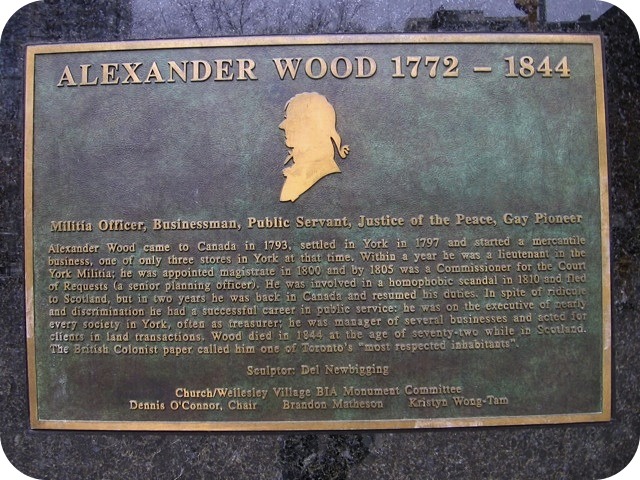 ALEXANDER WOOD 1772 – 1844
Militia Officer, Businessman, Public Servant, Justice of the Peace, Gay Pioneer
Alexander Wood came to Canada in 1793, settled in York in 1797 and started a mercantile
business, one of only three stores in York at that time. Within a year he was a lieutenant in the
York Militia; he was appointed magistrate in 1800 and by 1805 was a Commissioner for the Court
of Requests (a senior planning officer). He was involved in a homophobic scandal in 1810 and fled
to Scotland, but in two years he was back in Canada and resumed his duties. In spite of ridicule
and discrimination he had a successful career in public service: he was on the executive of nearly
every society in York, often as treasurer; he was manager of several businesses and acted for
clients in land transactions. Wood died in 1844 at the age of seventy-two while in Scotland.
The British Colonist paper called him one of Toronto's "most respected inhabitants".
Sculptor: Del Newbigging
Church/Wellesley Village BIA Monument Committee
Dennis O'Connor, Chair Brandon Matheson Kristyn Wong-Tam